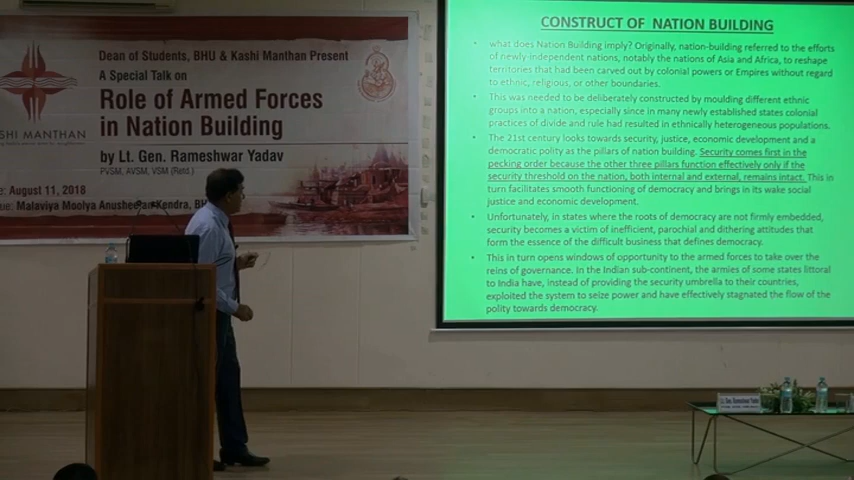 Dean of Students, BHU & Kashi Manthan Present
A Special Talk on
Role of Armed Forces
in Nation Building
by Lt. Gen. Rameshwar Yadav
PVSM, AVSM, VSM (Retd.)
SHI MANTHAN
e: August 11, 2018
ue: Malaviya Moolya Anusheelan Kendra, BH
CONSTRUCT OF NATION BUILDING
• what does Nation Building imply? Originally, nation-building referred to the efforts
of newly-independent nations, notably the nations of Asia and Africa, to reshape
territories that had been carved out by colonial powers or Empires without regard
to ethnic, religious, or other boundaries.
• This was needed to be deliberately constructed by moulding different ethnic
groups into a nation, especially since in many newly established states colonial
practices of divide and rule had resulted in ethnically heterogeneous populations.
• The 21st century looks towards security, justice, economic development and a
democratic polity as the pillars of nation building. Security comes first in the
pecking order because the other three pillars function effectively only if the
security threshold on the nation, both internal and external, remains intact. This in
turn facilitates smooth functioning of democracy and brings in its wake social
justice and economic development.
• Unfortunately, in states where the roots of democracy are not firmly embedded,
security becomes a victim of inefficient, parochial and dithering attitudes that
form the essence of the difficult business that defines democracy.
• This in turn opens windows of opportunity to the armed forces to take over the
reins of governance. In the Indian sub-continent, the armies of some states littoral
to India have, instead of providing the security umbrella to their countries,
exploited the system to seize power and have effectively stagnated the flow of the
polity towards democracy.
Lt. Gen. Rameshwar Yadav